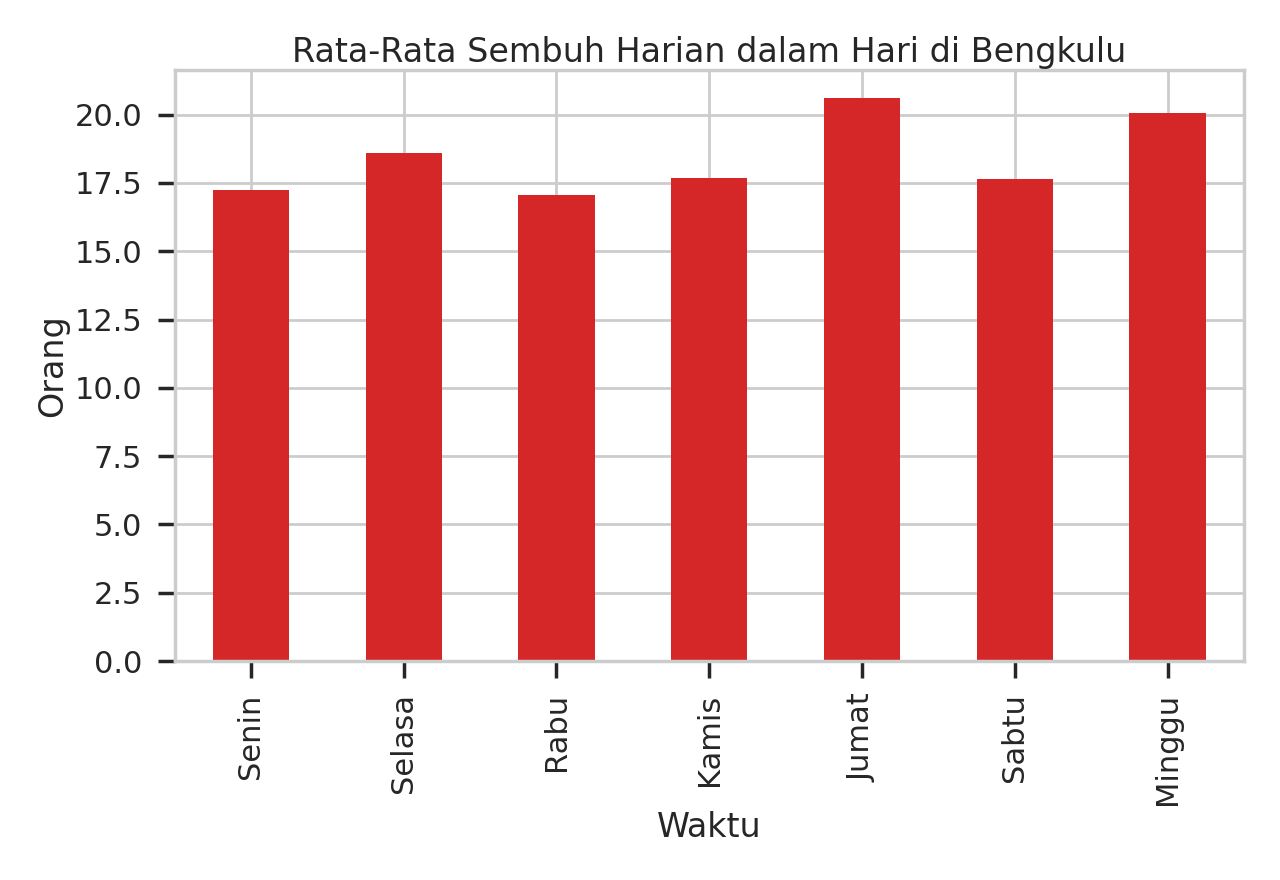 Rata-Rata Sembuh Harian dalam Hari di Bengkulu
20.0
17.5
15.0
12.5
10.0
7.5
5.0
2.5
0.0
Orang
Senin
Selasa
Rabu
Kamis
Jumat
Sabtu
Minggu
Waktu